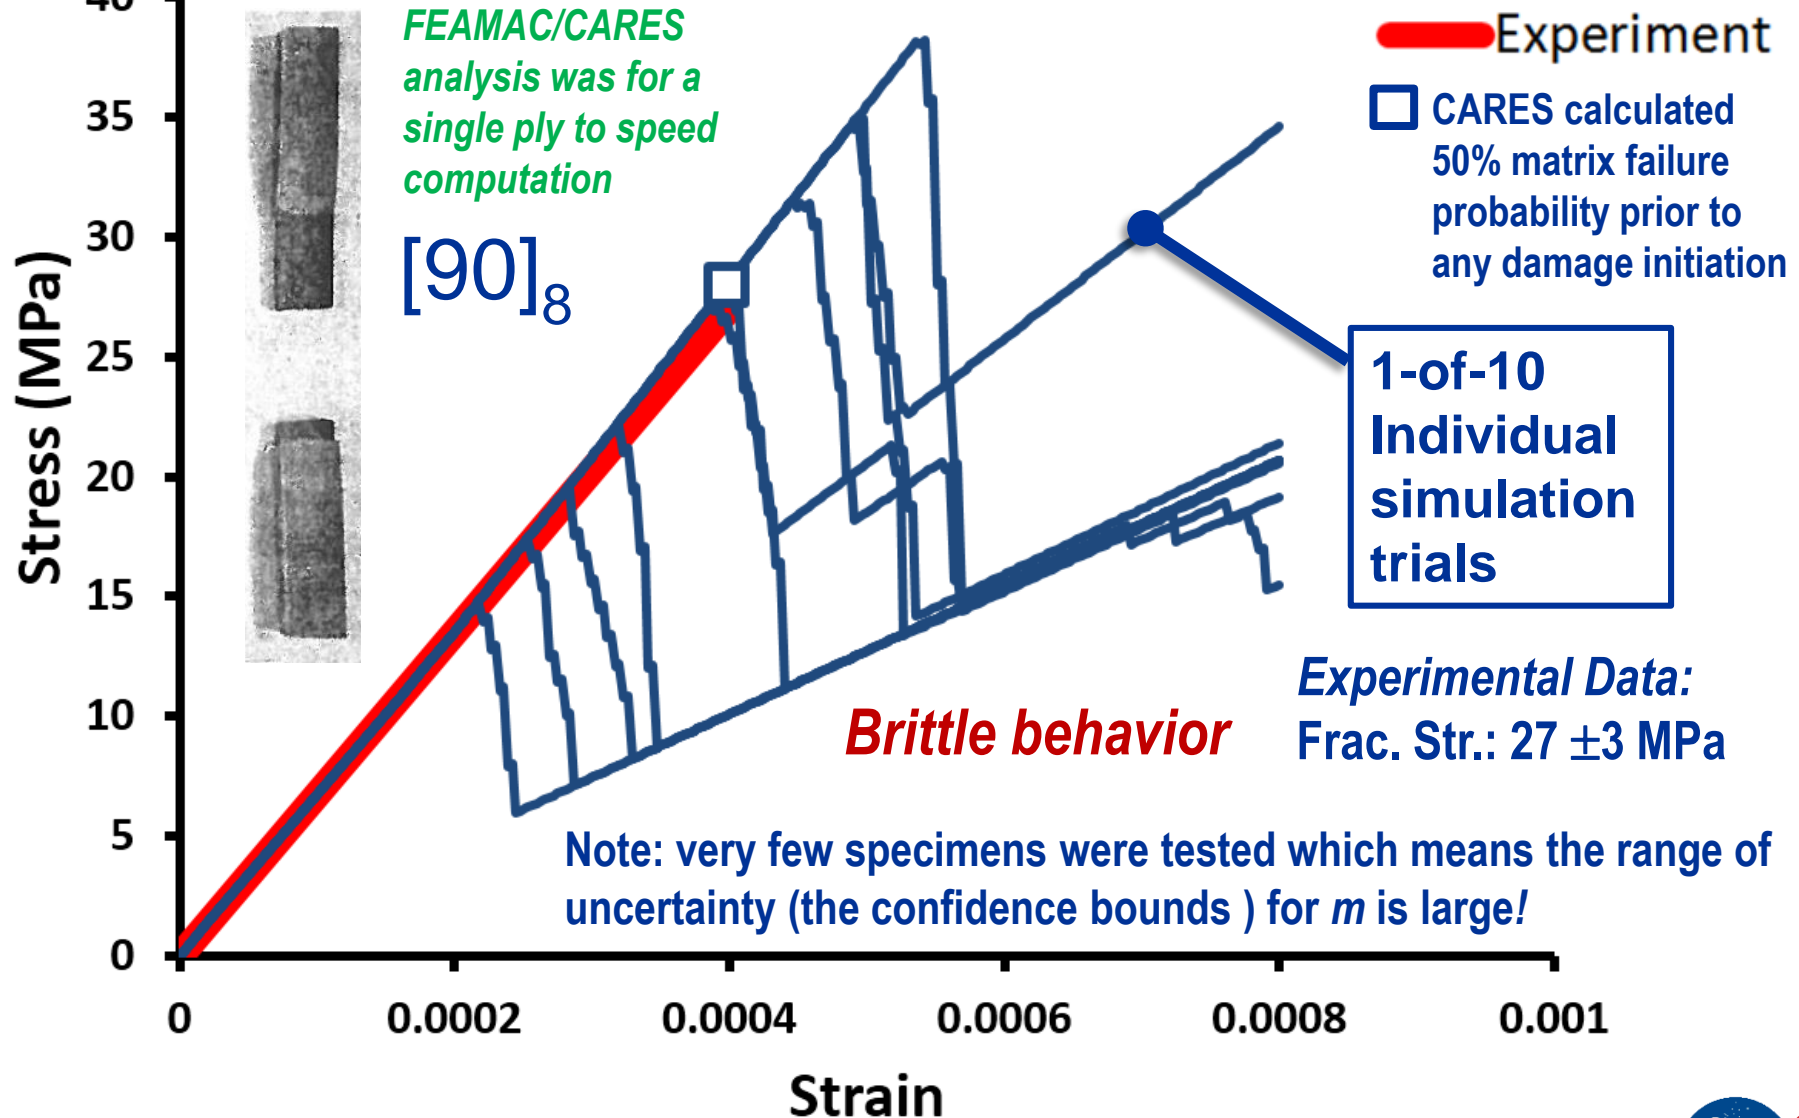 40
FEAMAC/CARES
analysis was for a
single ply to speed
computation
[90]8
Experiment
CARES calculated
50% matrix failure
probability prior to
any damage initiation
35
30
25
20
15
10
5
0
Stress (MPa)
1-of-10
Individual
simulation
trials
Experimental Data:
Frac. Str.: 27 ±3 MPa
Brittle behavior
Note: very few specimens were tested which means the range of
uncertainty (the confidence bounds ) for m is large!
0 0.0002 0.0004 0.0006 0.0008 0.001
Strain